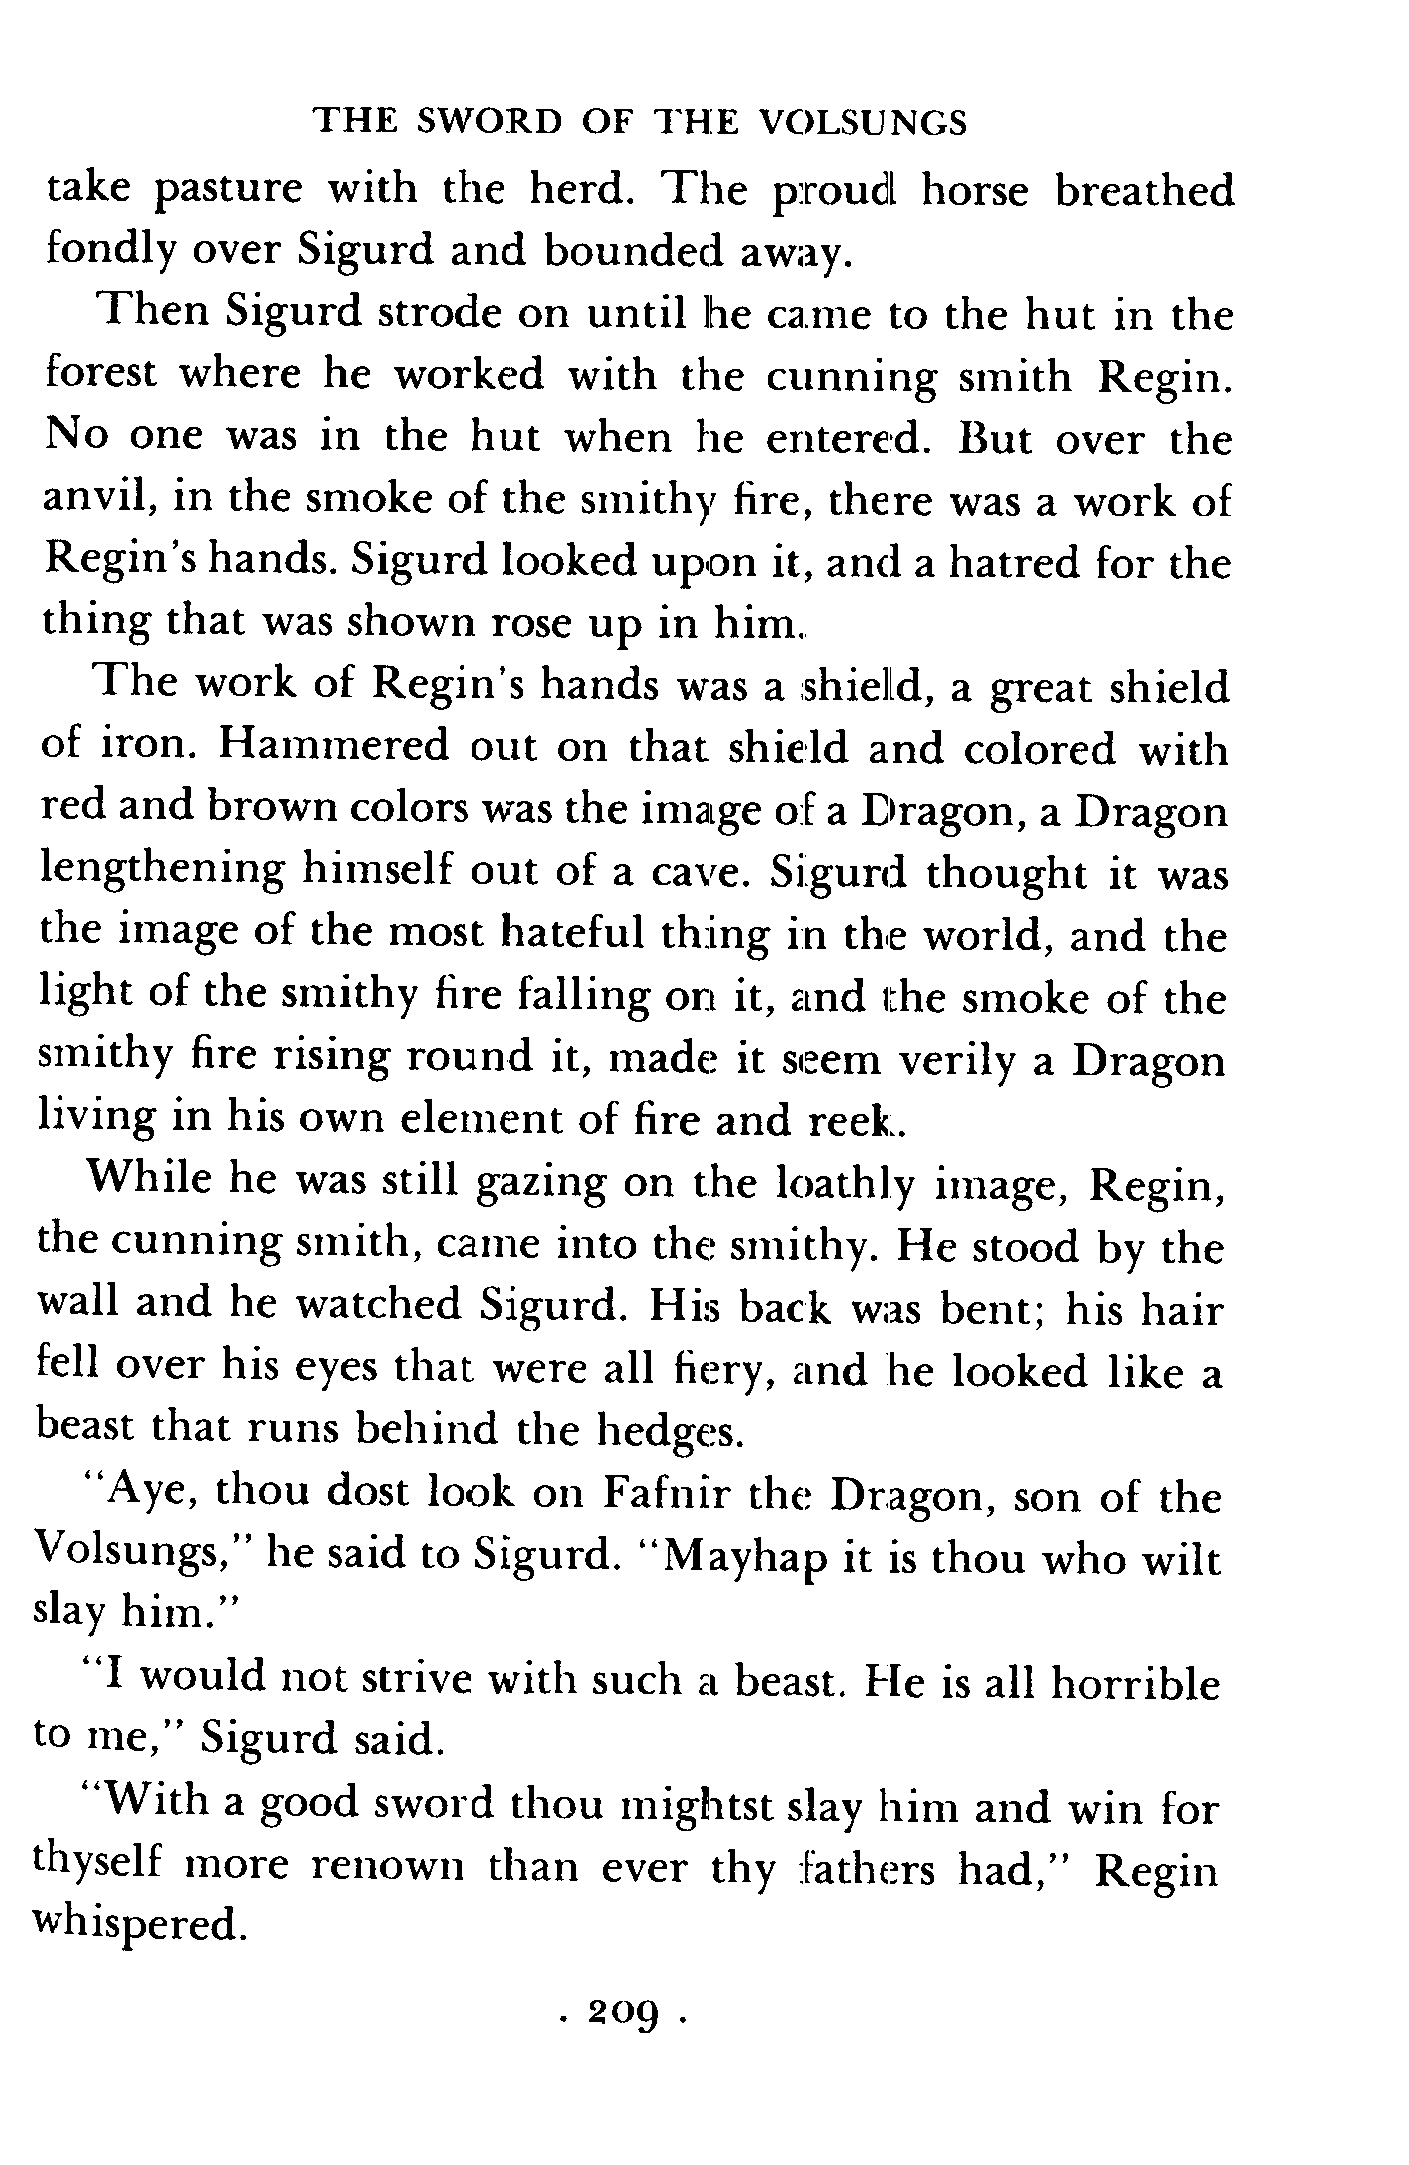 THE SWORD OF THE VOLSUNGS
take pasture with the herd. The proud horse breathed
fondly over Sigurd and bounded away.
Then Sigurd strode on until he came to the hut in the
forest where he worked with the cunning smith Regin.
No one was in the hut when he entered. But over the
anvil, in the smoke of the smithy fire, there was a work of
Regin's hands. Sigurd looked upon it, and a hatred for the
thing that was shown rose up in him.
The work of Regin's hands was a shield, a great shield
of iron. Hammered out on that shield and colored with
red and brown colors was the image of a Dragon, a Dragon
lengthening himself out of a cave. Sigurd thought it was
the image of the most hateful thing in the world, and the
light of the smithy fire falling on it, and the smoke of the
smithy fire rising round it, made it seem verily a Dragon
living in his own element of fire and reek.
While he was still gazing on the loathly image, Regin,
the cunning smith, came into the smithy. He stood by the
wall and he watched Sigurd. His back was bent; his hair
fell over his eyes that were all fiery, and he looked like a
beast that runs behind the hedges.
"Aye, thou dost look on Fafnir the Dragon, son of the
Volsungs," he said to Sigurd. "Mayhap it is thou who wilt
slay him."
"I would not strive with such a beast. He is all horrible
to me," Sigurd said.
"With a good sword thou mightst slay him and win for
thyself more renown than ever thy fathers had," Regin
whispered.
. 209 .